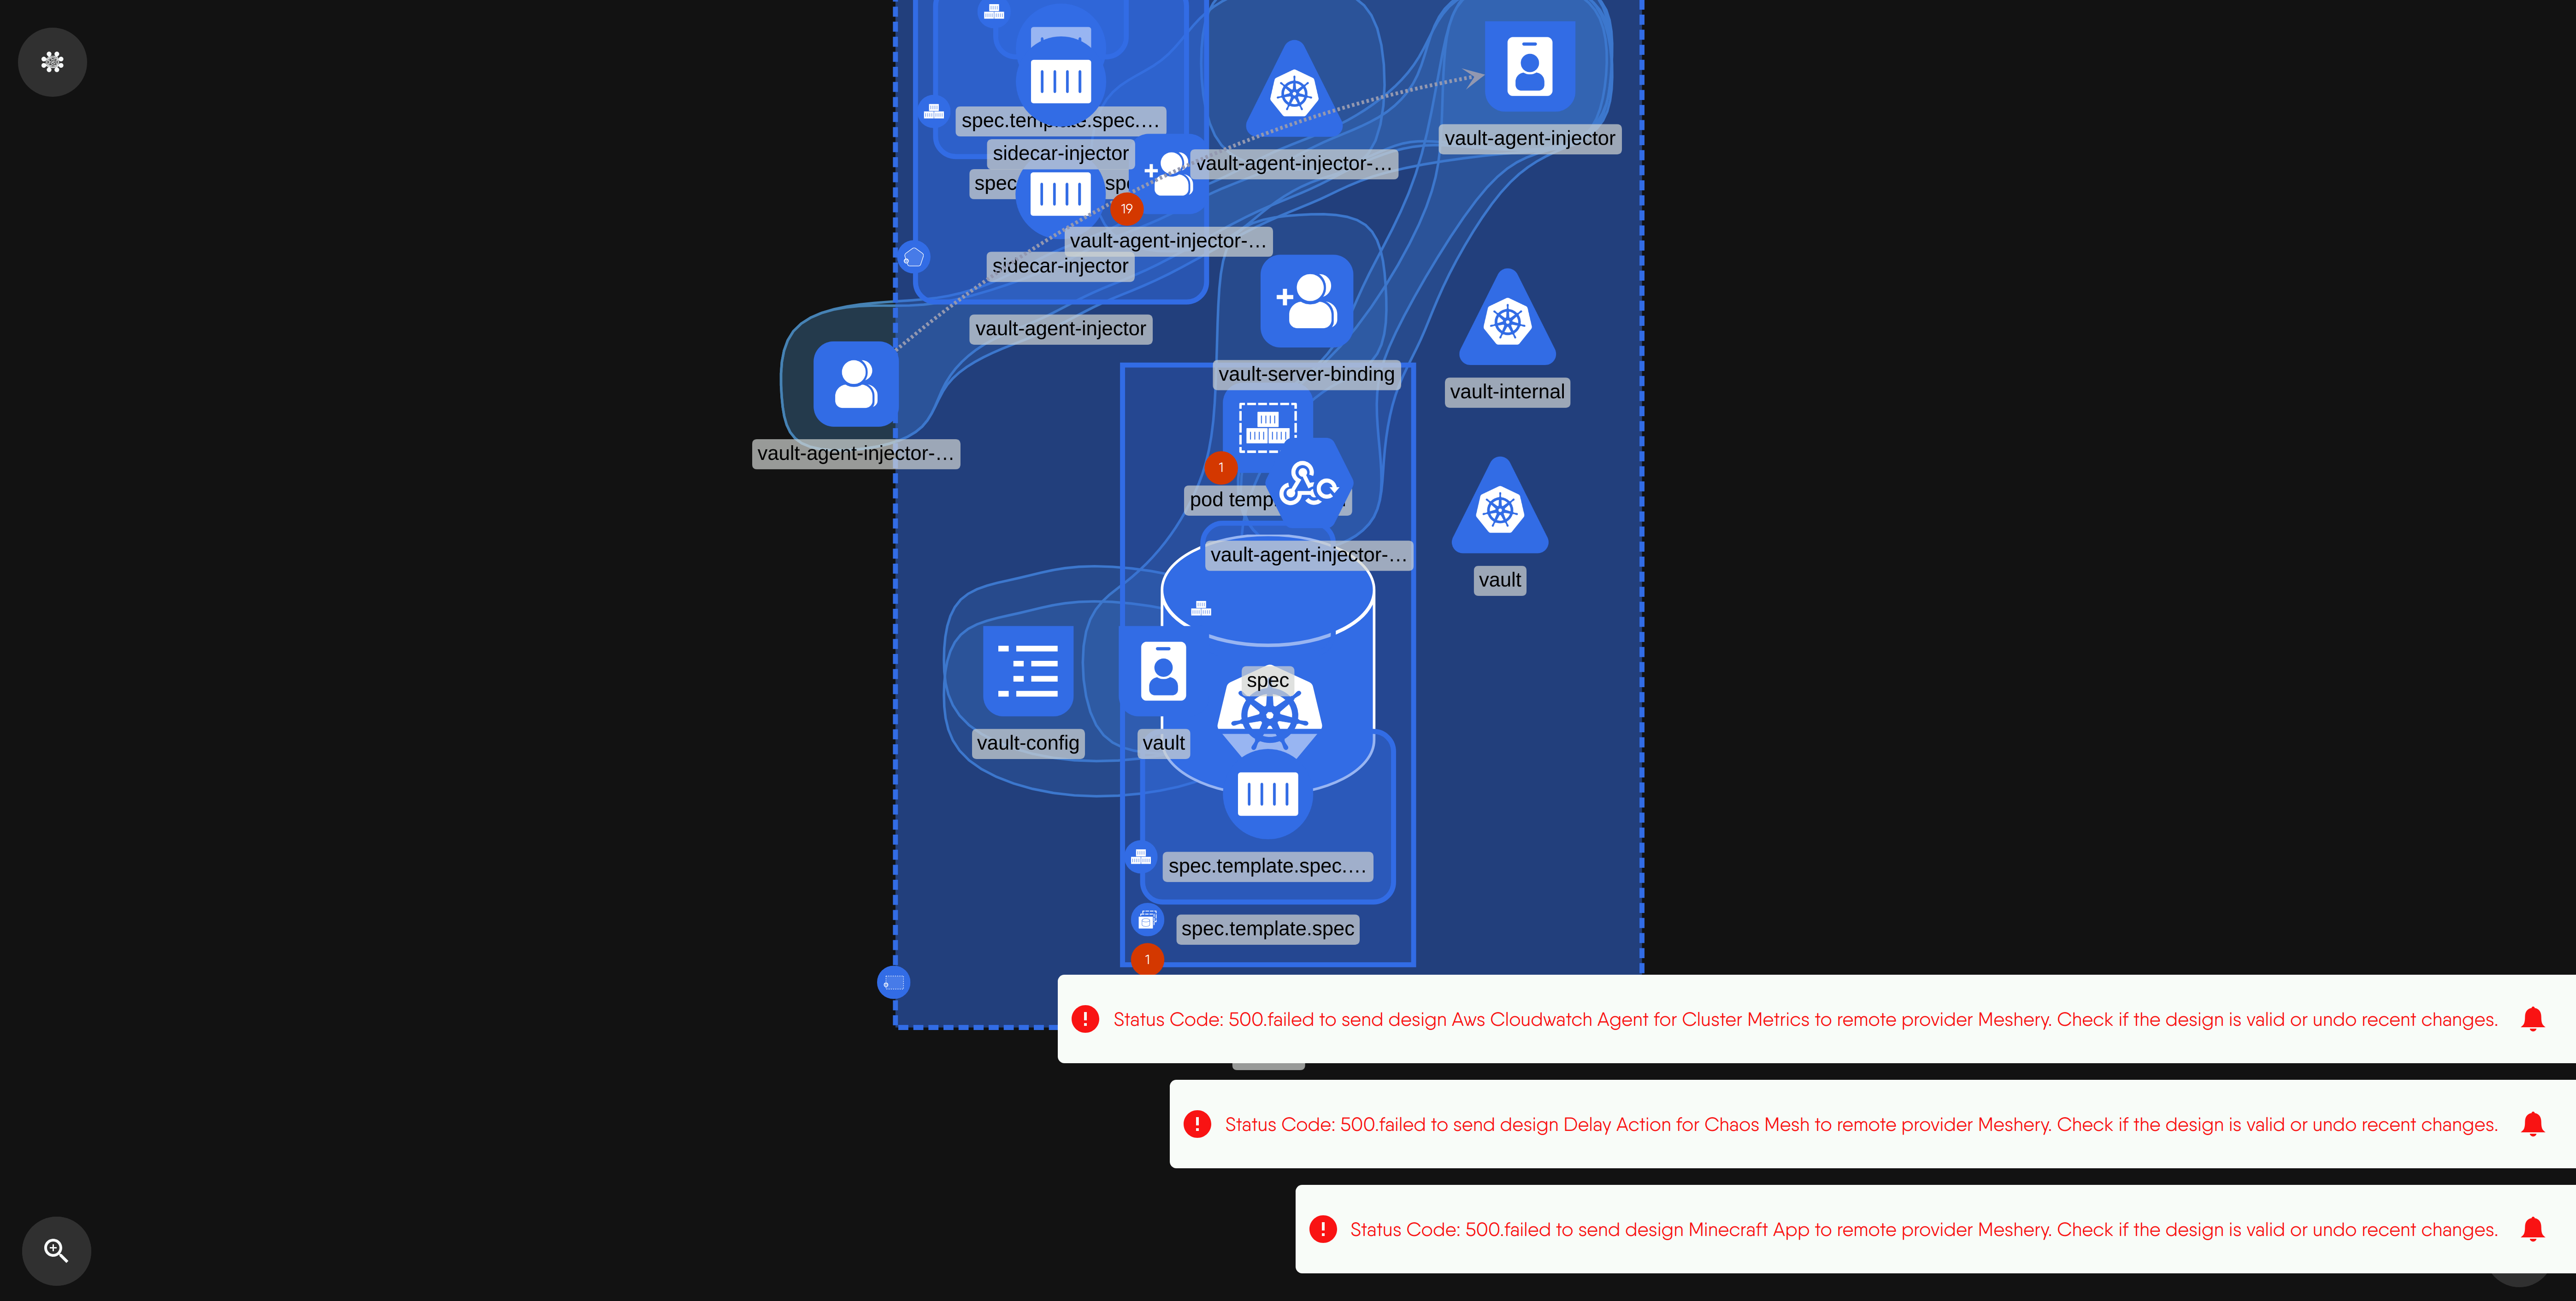 spec.template.spec....
sidecar-injector
spec
spe
vault-agent-injector-...
vault-agent-injector
19
vault-agent-injector-...
sidecar-injector
vault-agent-injector
vault-server-binding
vault-internal
vault-agent-injector-...
1
pod temp
vault-agent-injector-...
vault
spec
vault-config
vault
spec.template.spec....
spec.template.spec
1
Status Code: 500.failed to send design Aws Cloudwatch Agent for Cluster Metrics to remote provider Meshery. Check if the design is valid or undo recent changes.
Status Code: 500.failed to send design Delay Action for Chaos Mesh to remote provider Meshery. Check if the design is valid or undo recent changes.
Status Code: 500.failed to send design Minecraft App to remote provider Meshery. Check if the design is valid or undo recent changes.